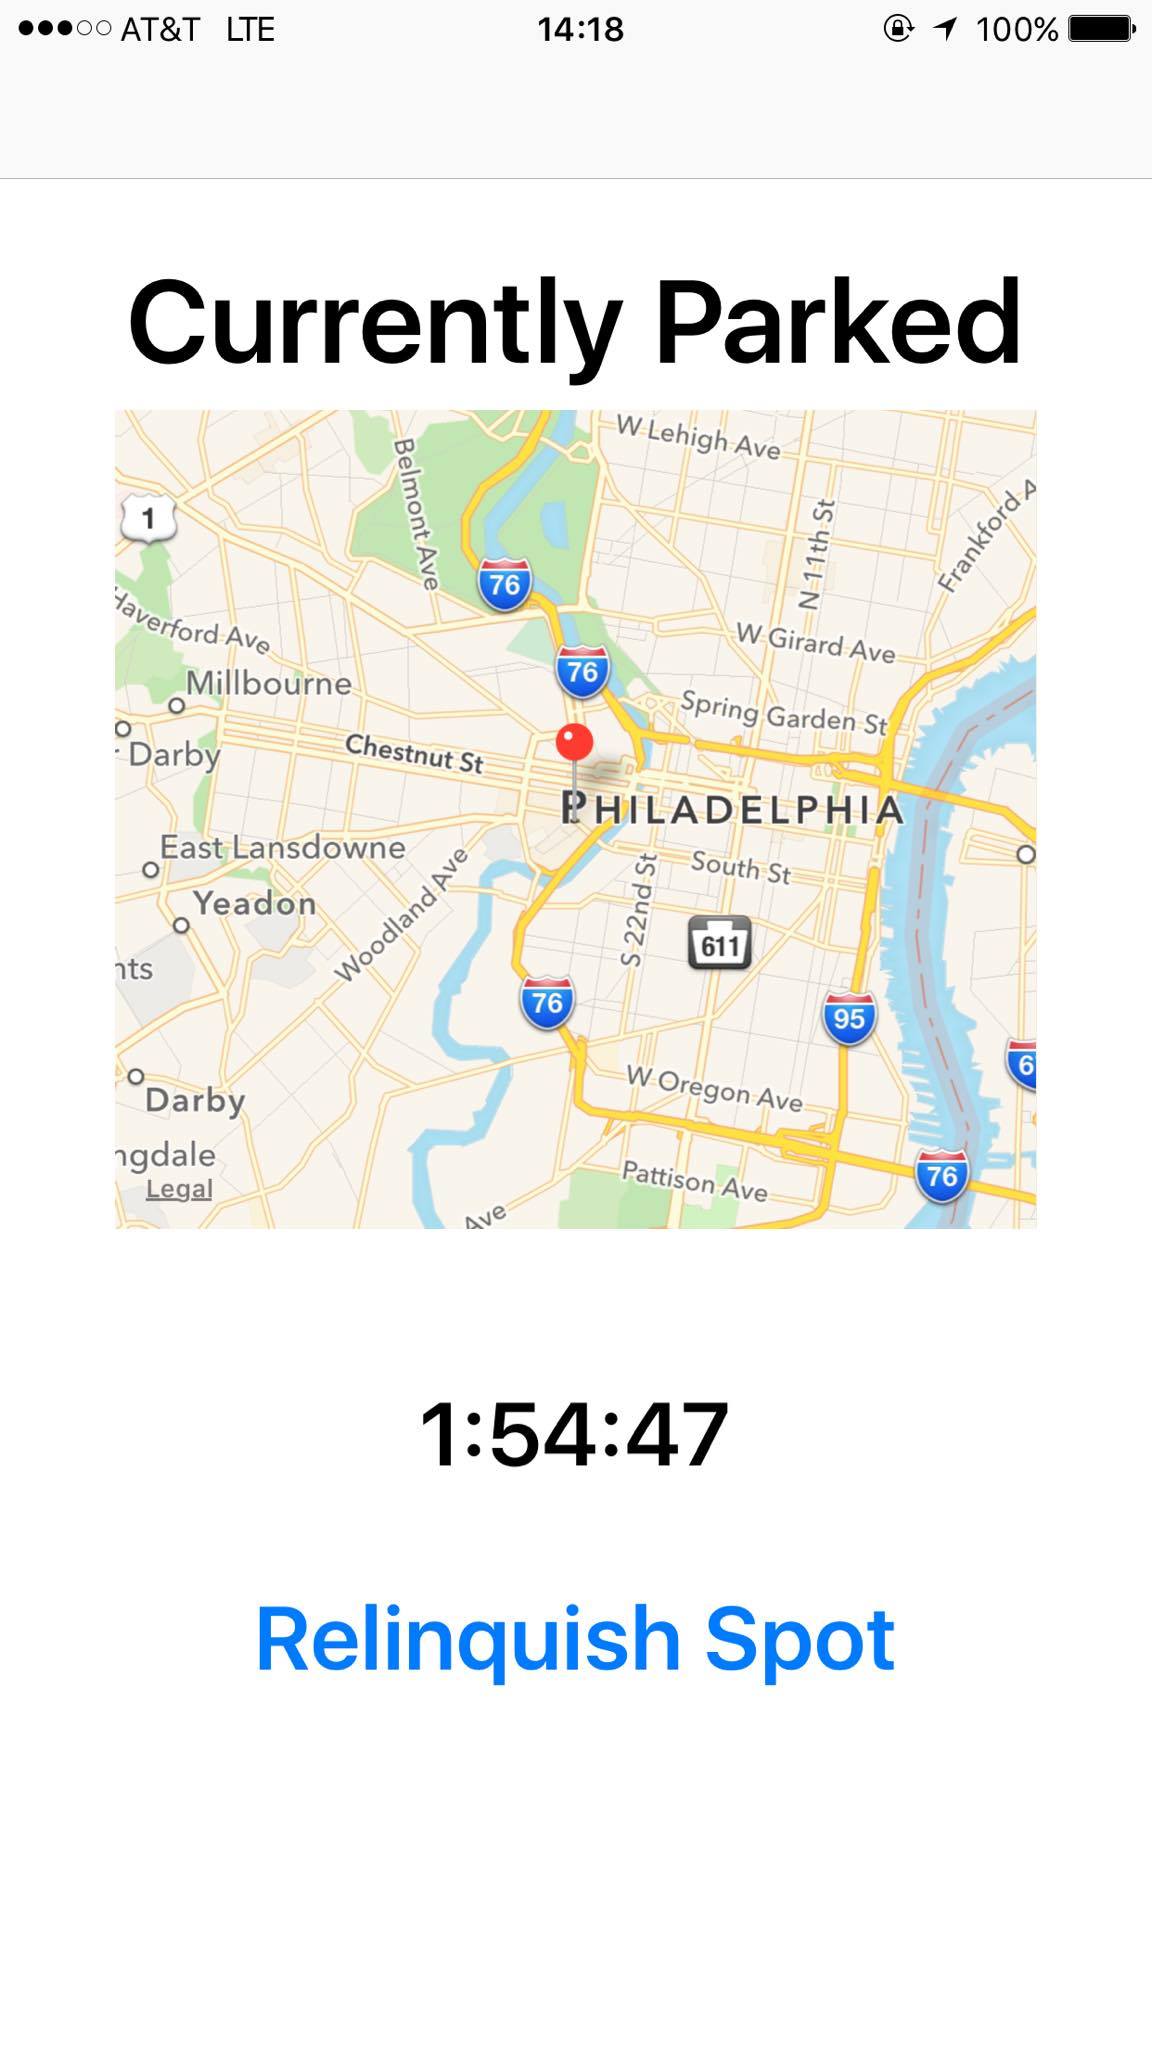 AT&T LTE 14:18 100%
Currently Parked
W Lehigh Ave
Belmont Ave
1
N 11th St
Frankford A
76
Haverford Ave
W Girard Ave
76
Millbourne
Spring Garden St
Darby
Chestnut St
PHILADELPHIA
East Lansdowne
South St
Yeadon
Woodland Ave
S 22nd St
611
nts
76
95
6
W Oregon Ave
Darby
ngdale
Pattison Ave
76
Legal
Ave
1:54:47
Relinquish Spot